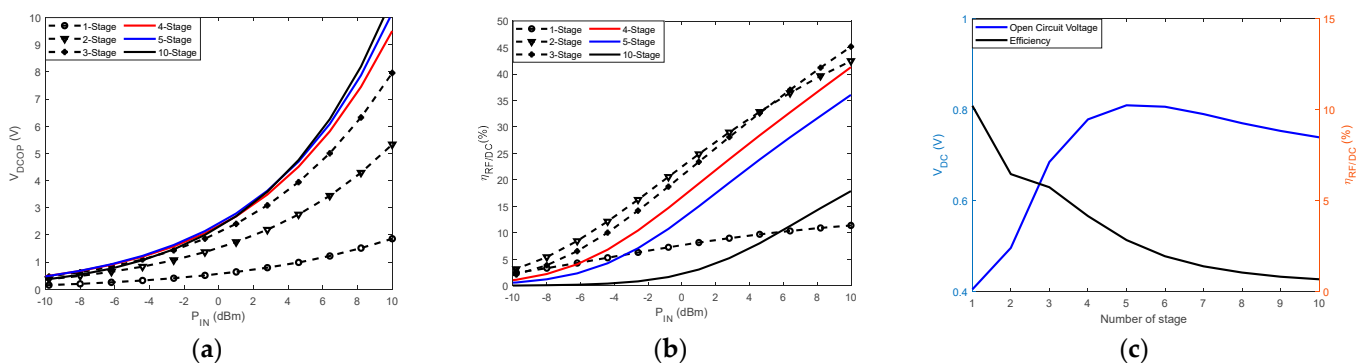 10
9
8
7
6
5
4
3
2
1
0
V_DCOP (V)
1-Stage
2-Stage
3-Stage
4-Stage
5-Stage
10-Stage
-10 -8 -6 -4 -2 0 2 4 6 8 10
P_IN (dBm)
(a)
50
45
40
35
30
25
20
15
10
5
0
η_RF/DC(%)
1-Stage
2-Stage
3-Stage
4-Stage
5-Stage
10-Stage
-10 -8 -6 -4 -2 0 2 4 6 8 10
P_IN (dBm)
(b)
1
0.8
0.6
0.4
V_DC (V)
Open Circuit Voltage
Efficiency
15
10
5
0
η_RF/DC (%)
1 2 3 4 5 6 7 8 9 10
Number of stage
(c)